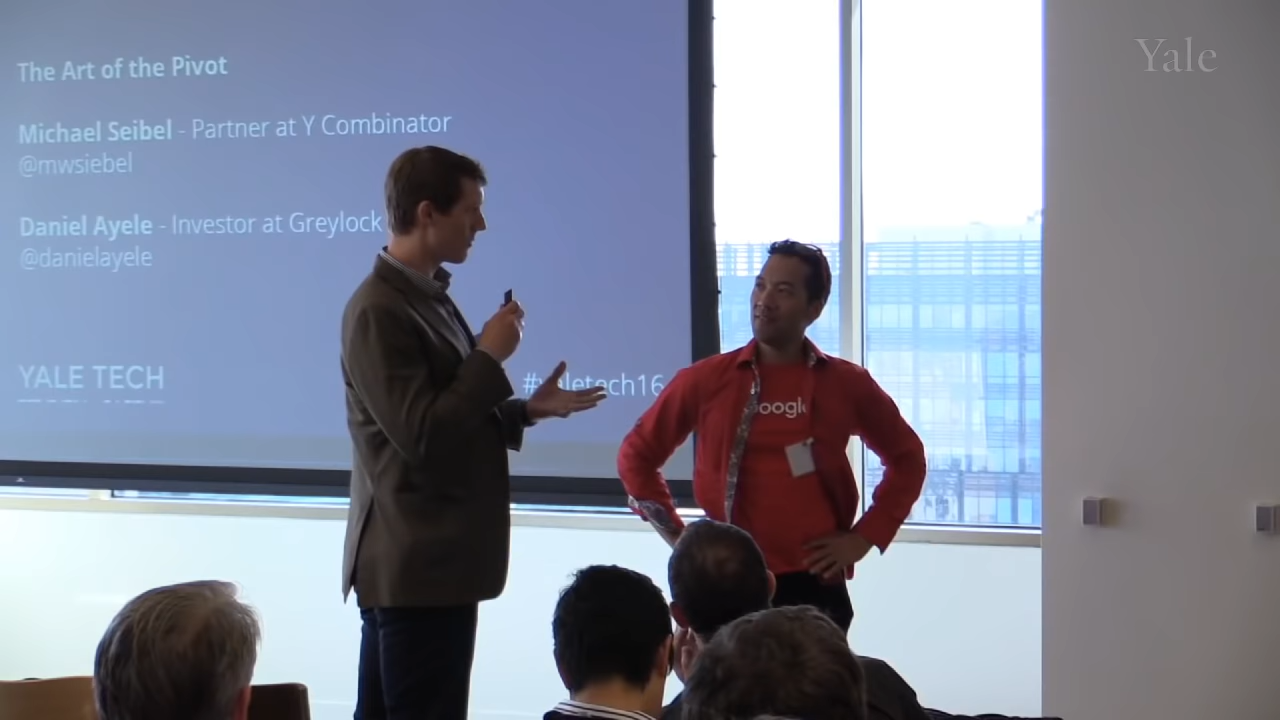 The Art of the Pivot
Michael Seibel - Partner at Y Combinator
@mwsiebel
Daniel Ayele - Investor at Greylock
@danielayele
YALE TECH
#yaletech16
Google
Yale